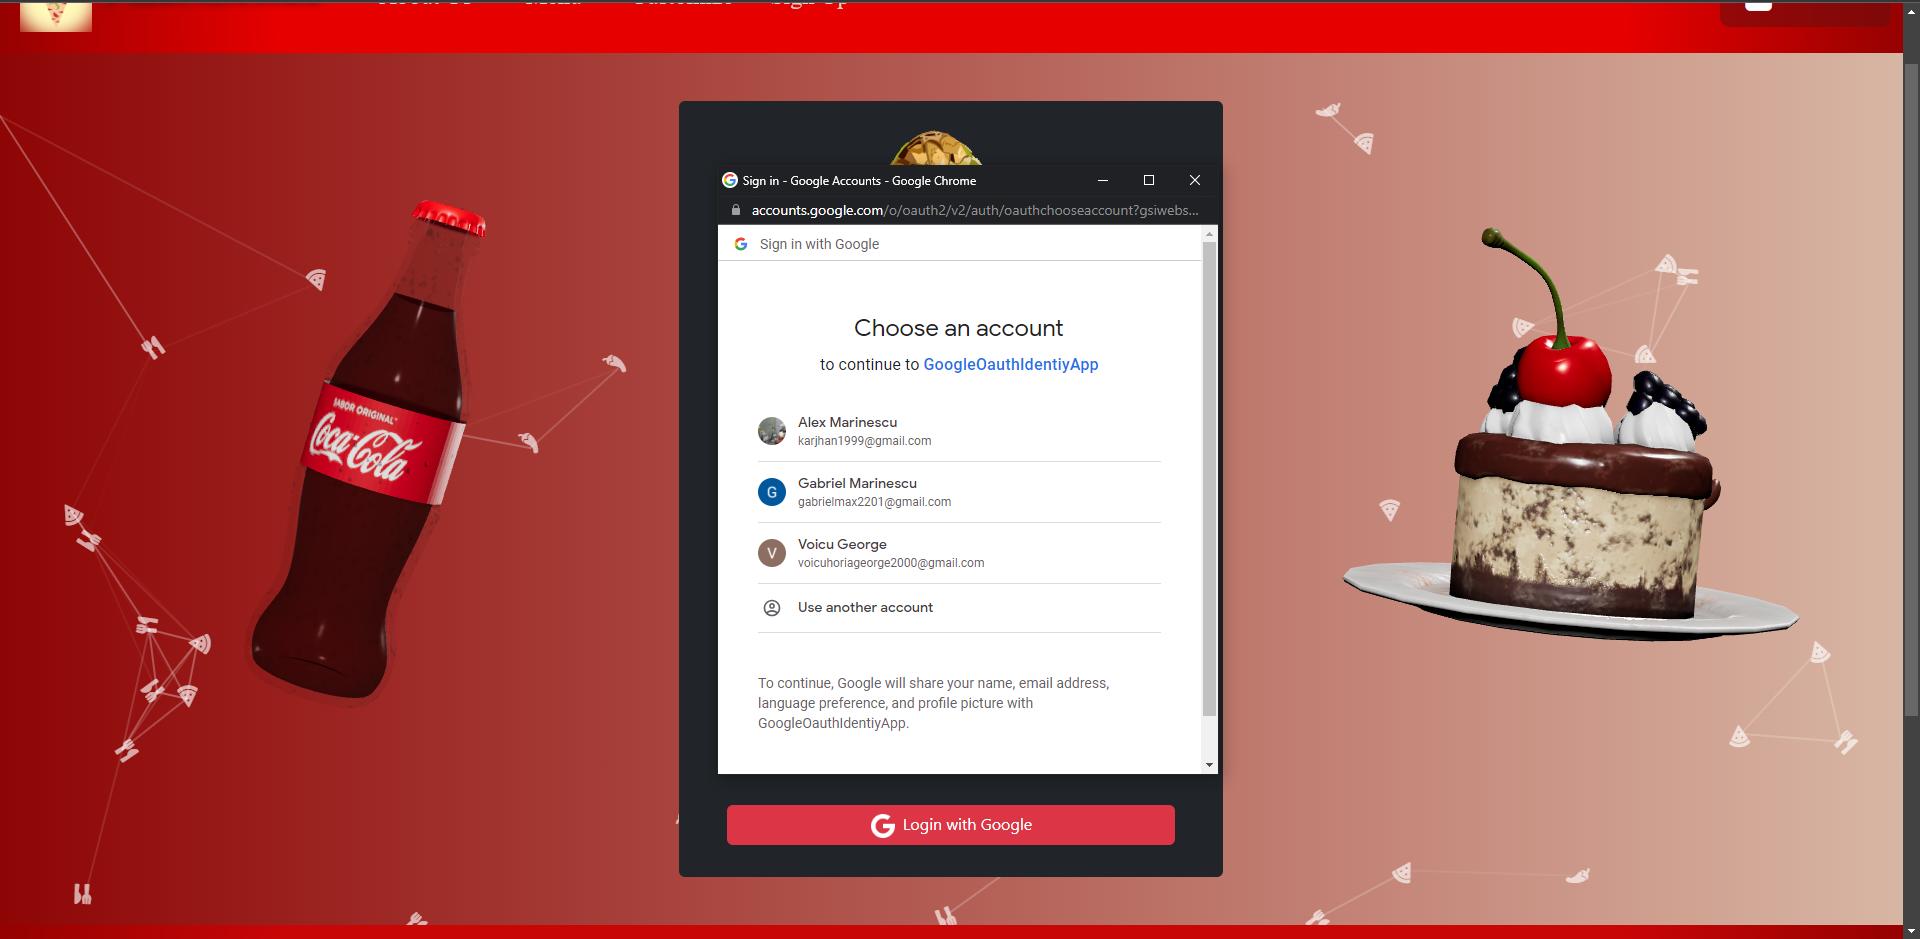 Sign in - Google Accounts - Google Chrome
accounts.google.com/o/oauth2/v2/auth/oauthchooseaccount?gsiwebs...
Sign in with Google
Choose an account
to continue to GoogleOauthIdentiyApp
SABOR ORIGINAL
Coca-Cola
Alex Marinescu
karjhan1999@gmail.com
G
Gabriel Marinescu
gabrielmax2201@gmail.com
V
Voicu George
voicuhoriageorge2000@gmail.com
Use another account
To continue, Google will share your name, email address,
language preference, and profile picture with
GoogleOauthIdentiyApp.
Login with Google